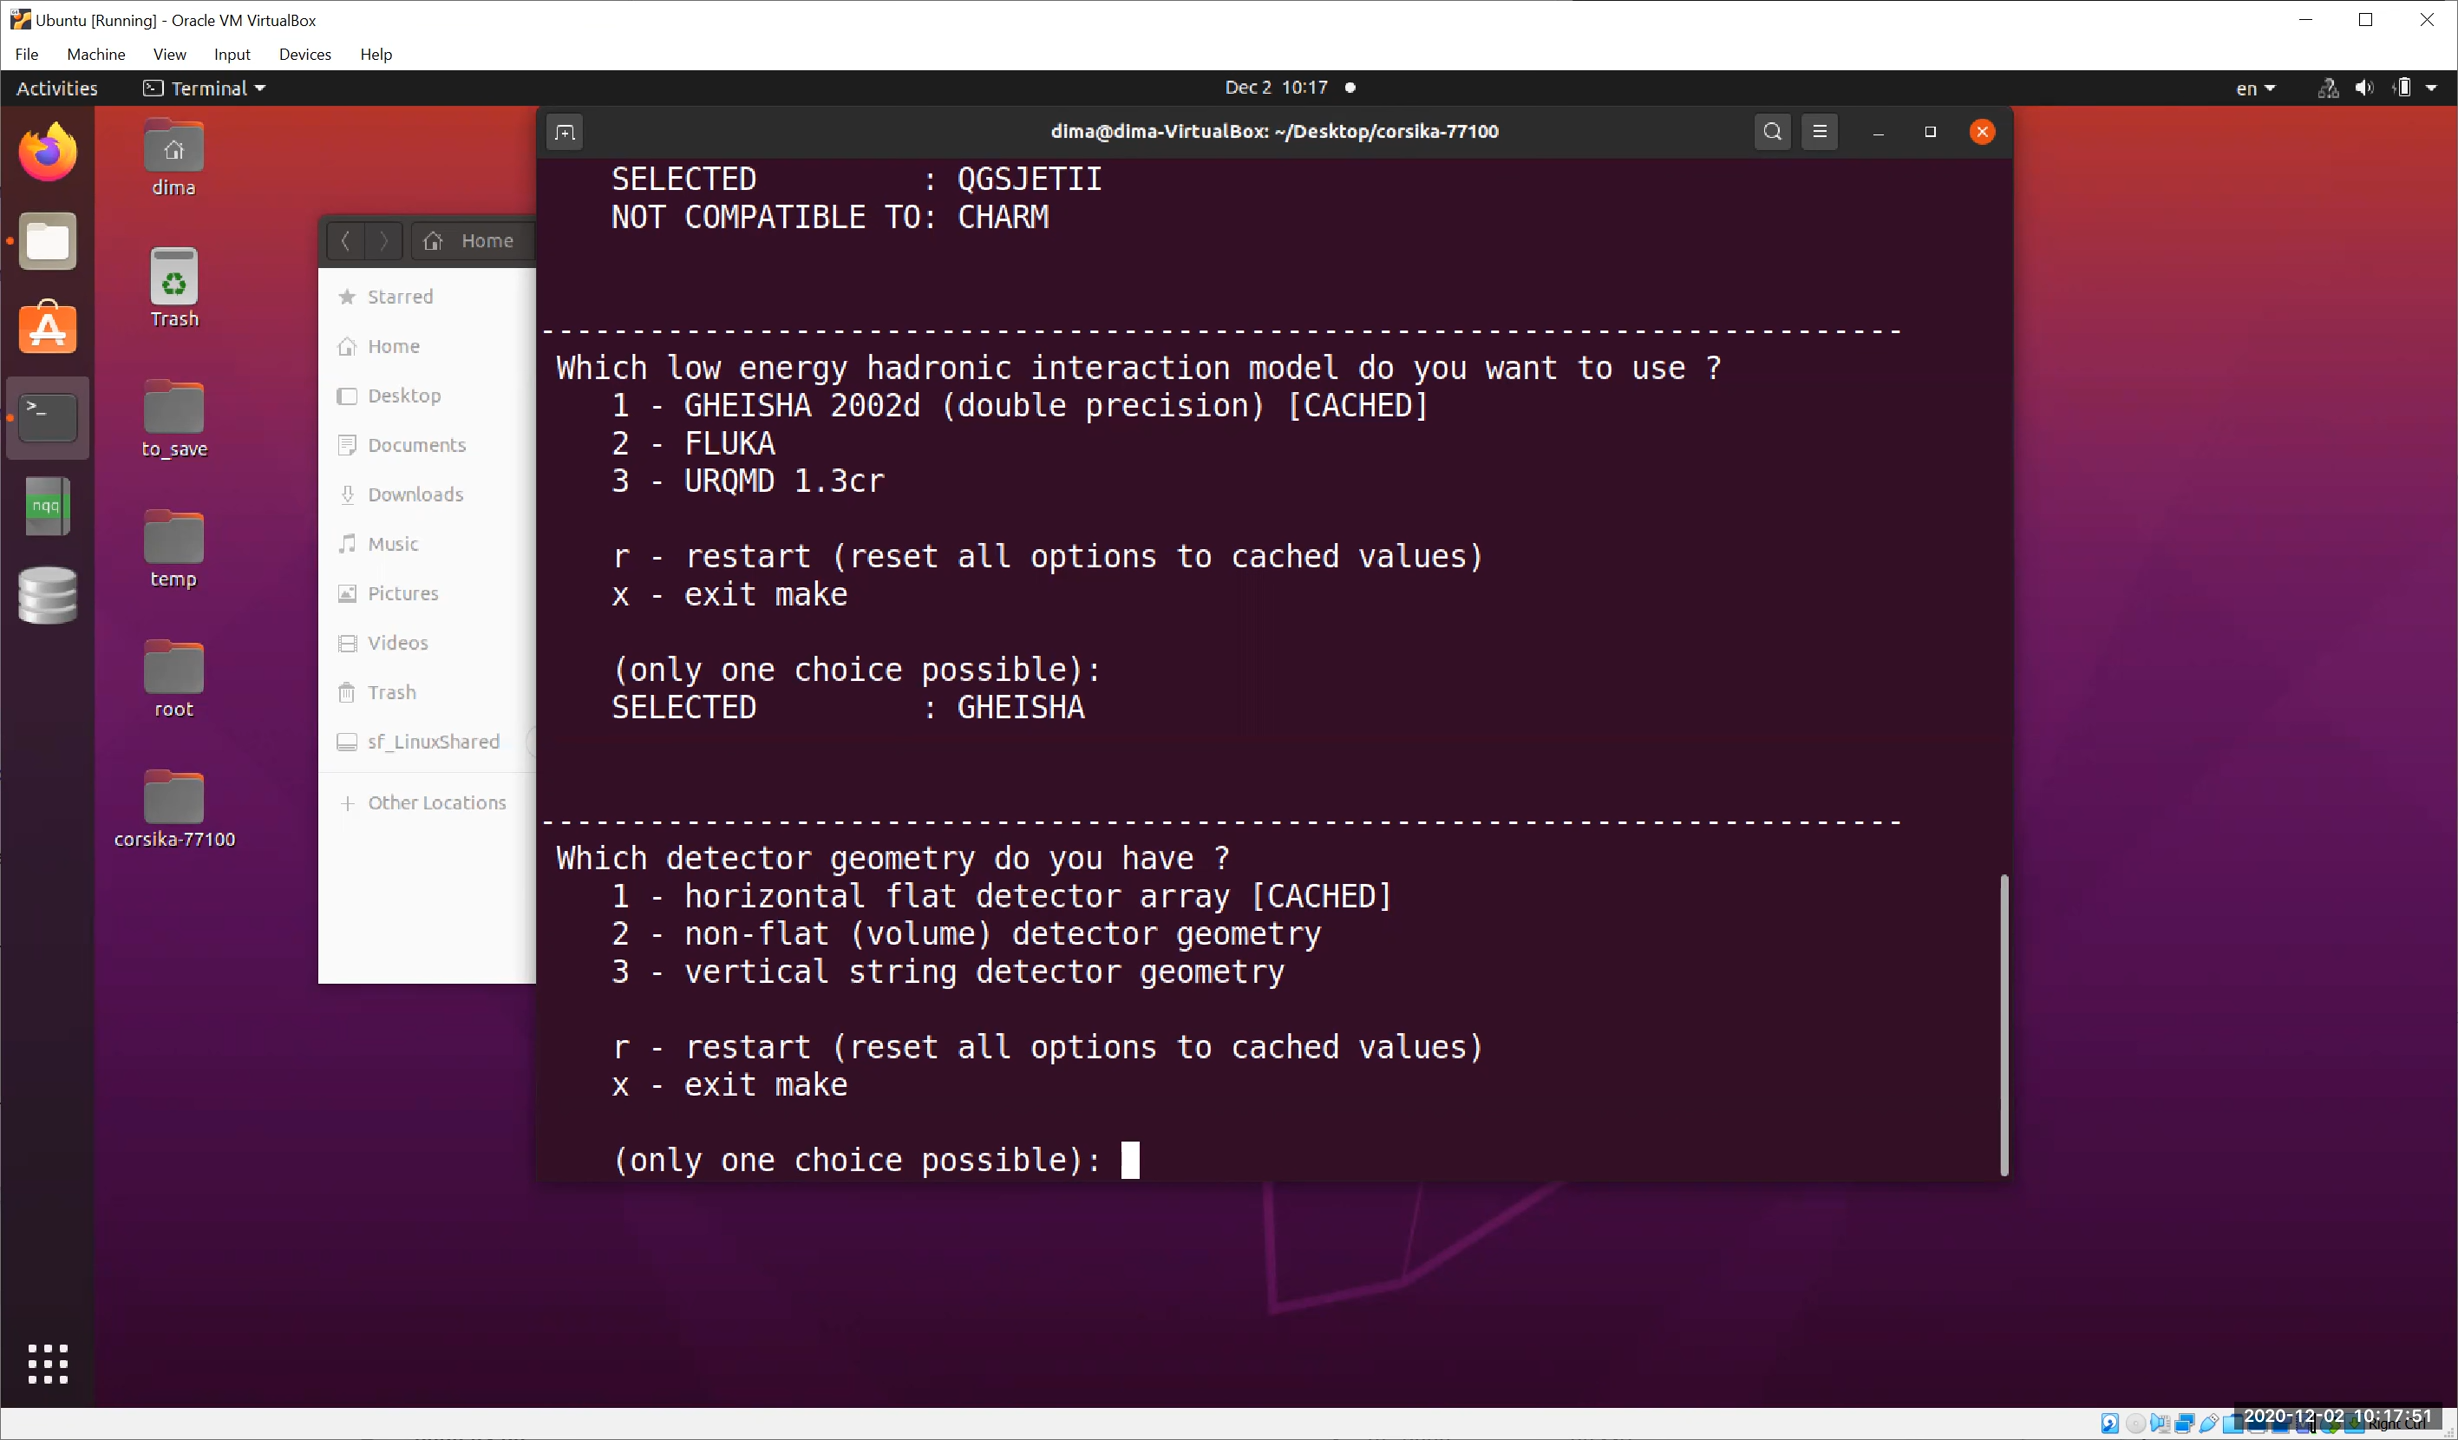 Ubuntu [Running] - Oracle VM VirtualBox
File Machine View Input Devices Help
Activities Terminal Dec 2 10:17 en
dima@dima-VirtualBox: ~/Desktop/corsika-77100
dima
Trash
to_save
temp
root
corsika-77100
nqq
Home
Starred
Home
Desktop
Documents
Downloads
Music
Pictures
Videos
Trash
sf_LinuxShared
+ Other Locations
SELECTED : QGSJETII
NOT COMPATIBLE TO: CHARM
---------------------------------------------------------------------------
Which low energy hadronic interaction model do you want to use ?
1 - GHEISHA 2002d (double precision) [CACHED]
2 - FLUKA
3 - URQMD 1.3cr
r - restart (reset all options to cached values)
x - exit make
(only one choice possible):
SELECTED : GHEISHA
---------------------------------------------------------------------------
Which detector geometry do you have ?
1 - horizontal flat detector array [CACHED]
2 - non-flat (volume) detector geometry
3 - vertical string detector geometry
r - restart (reset all options to cached values)
x - exit make
(only one choice possible):
2020-12-02 10:17:51
Right Ctrl